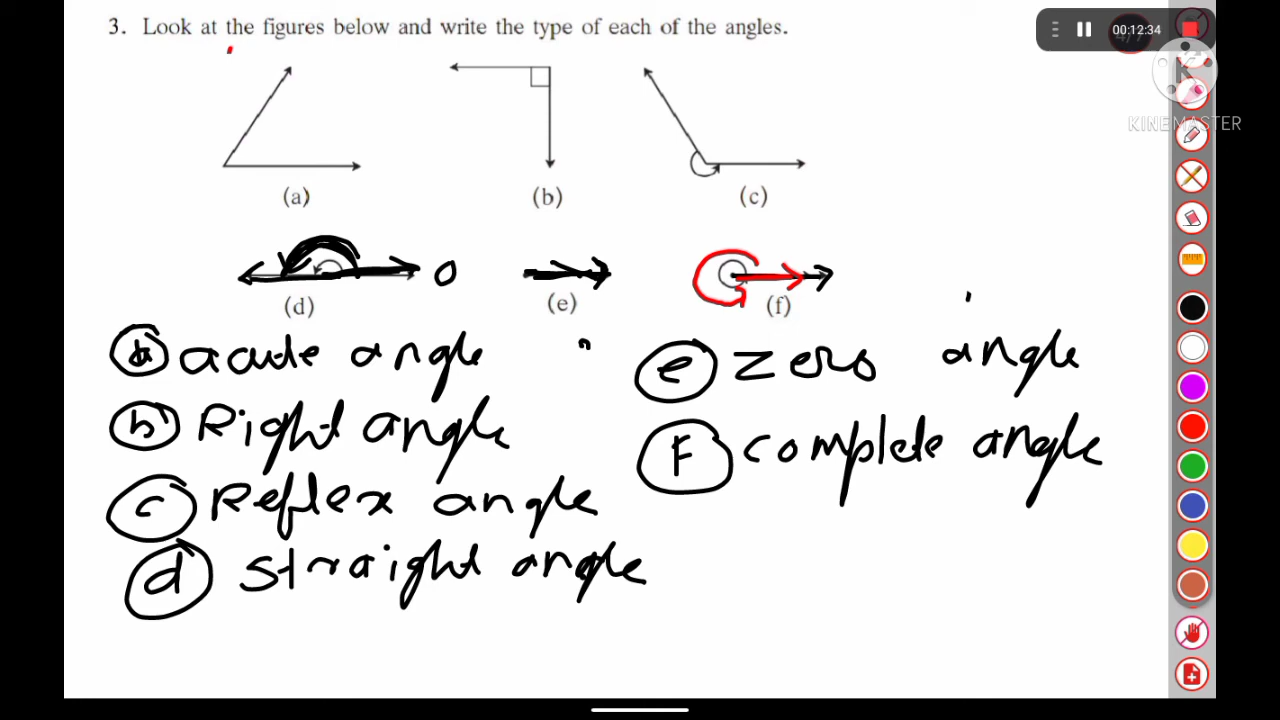 3. Look at the figures below and write the type of each of the angles.
00:12:34
KINEMASTER
(a) (b) (c)
(d) (e) (f)
a acute angle
b Right angle
c Reflex angle
d straight angle
e zero angle
F complete angle